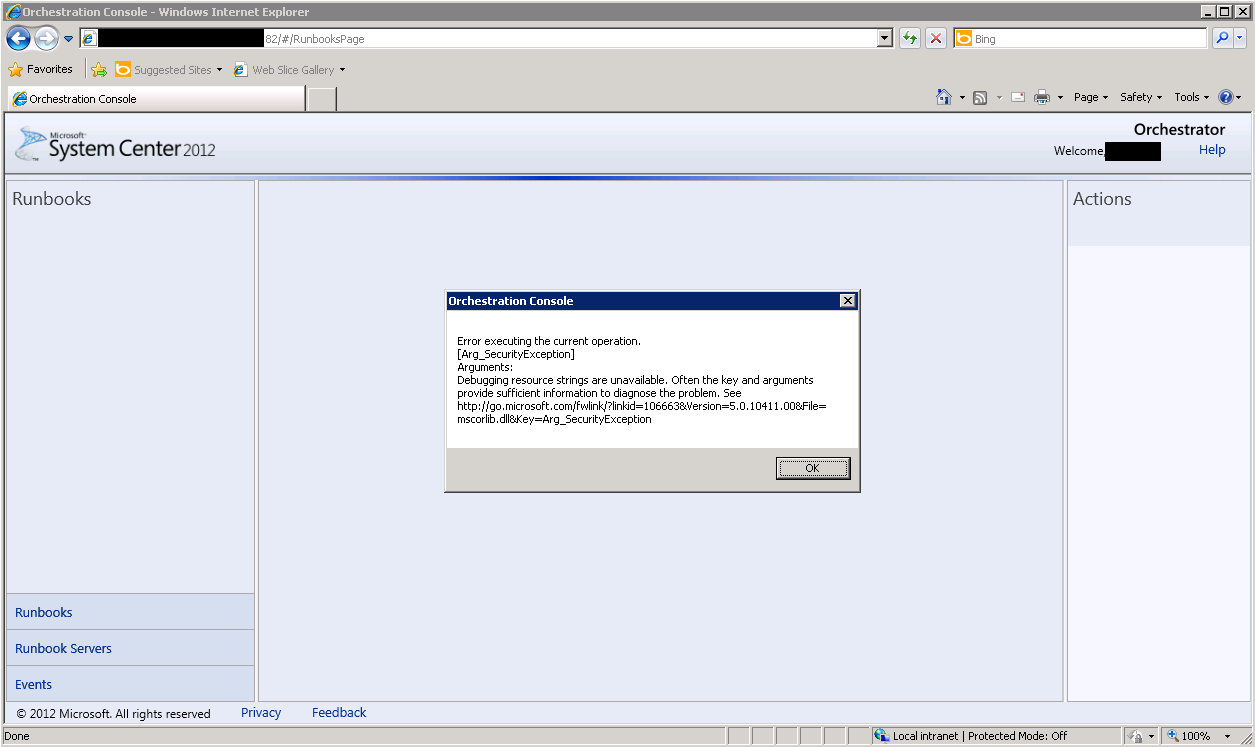 Orchestration Console - Windows Internet Explorer
82/#/RunbooksPage
Bing
Favorites
Suggested Sites
Web Slice Gallery
Orchestration Console
Page
Safety
Tools
Microsoft
System Center 2012
Orchestrator
Welcome,
Help
Runbooks
Actions
Orchestration Console
Error executing the current operation.
[Arg_SecurityException]
Arguments:
Debugging resource strings are unavailable. Often the key and arguments
provide sufficient information to diagnose the problem. See
http://go.microsoft.com/fwlink/?linkid=106663&Version=5.0.10411.00&File=
mscorlib.dll&Key=Arg_SecurityException
OK
Runbooks
Runbook Servers
Events
© 2012 Microsoft. All rights reserved
Privacy
Feedback
Done
Local intranet | Protected Mode: Off
100%